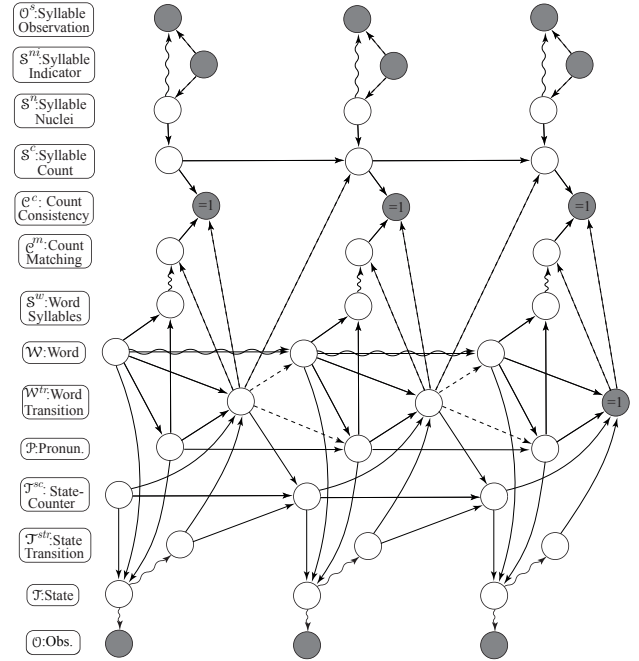 𝒪ˢ:Syllable
Observation
𝒮ⁿⁱ:Syllable
Indicator
𝒮ⁿ:Syllable
Nuclei
𝒮ᶜ:Syllable
Count
𝒞ᶜ: Count
Consistency
=1
=1
=1
𝒞ᵐ:Count
Matching
𝒮ʷ:Word
Syllables
𝒲:Word
𝒲ᵗʳ:Word
Transition
=1
𝒫:Pronun.
𝒯ˢᶜ: State-
Counter
𝒯ˢᵗʳ:State
Transition
𝒯:State
𝒪:Obs.